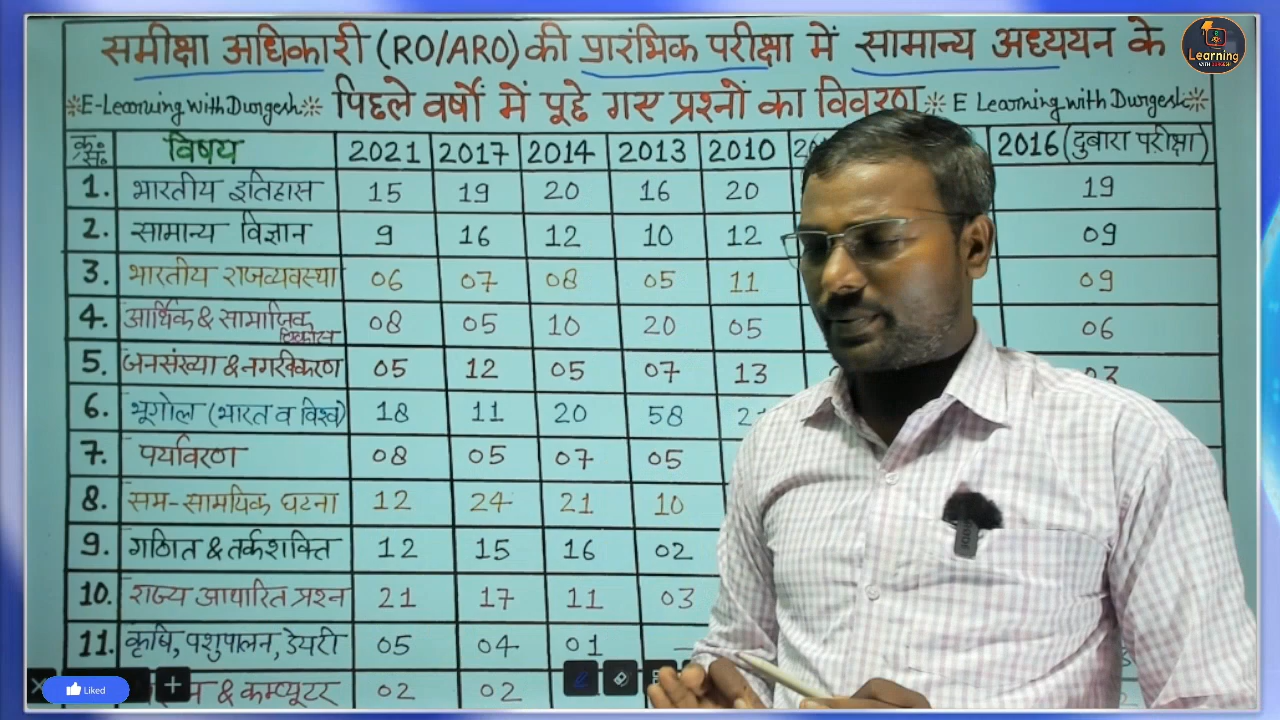 समीक्षा अधिकारी (RO/ARO) की प्रारंभिक परीक्षा में सामान्य अध्ययन के
Learning
E-Learning with Durgesh पिछले वर्षों में पूछे गए प्रश्नों का विवरण E Learning with Durgesh
क्र. सं. विषय 2021 2017 2014 2013 2010 2016 (दुबारा परीक्षा)
1. भारतीय इतिहास 15 19 20 16 20 19
2. सामान्य विज्ञान 9 16 12 10 12 09
3. भारतीय राजव्यवस्था 06 07 08 05 11 09
4. आर्थिक & सामाजिक विकास 08 05 10 20 05 06
5. जनसंख्या & नगरीकरण 05 12 05 07 13
6. भूगोल (भारत व विश्व) 18 11 20 58
7. पर्यावरण 08 05 07 05
8. सम-सामयिक घटना 12 24 21 10
9. गणित & तर्कशक्ति 12 15 16 02
10. राज्य आधारित प्रश्न 21 17 11 03
11. कृषि, पशुपालन, डेयरी 05 04 01 –
& कम्प्यूटर 02 02
Liked